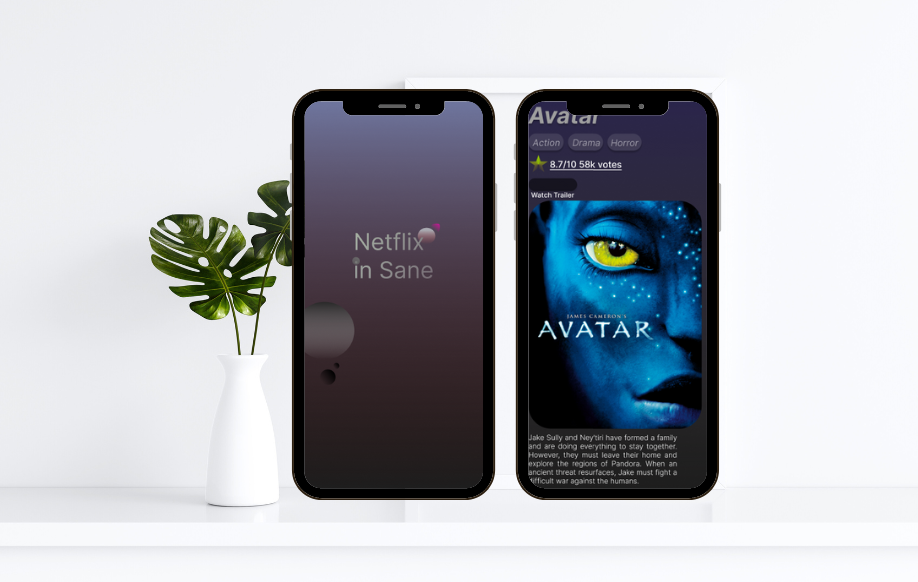 Netflix
in Sane
Avatar
Action Drama Horror
8.7/10 58k votes
Watch Trailer
JAMES CAMERON'S
AVATAR
Jake Sully and Ney'tiri have formed a family
and are doing everything to stay together.
However, they must leave their home and
explore the regions of Pandora. When an
ancient threat resurfaces, Jake must fight a
difficult war against the humans.